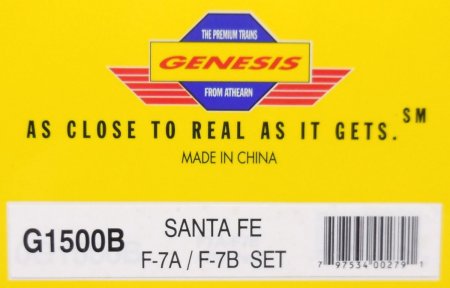 THE PREMIUM TRAINS
GENESIS
FROM ATHEARN
AS CLOSE TO REAL AS IT GETS.℠
MADE IN CHINA
G1500B
SANTA FE
F-7A / F-7B SET
7 97534 00279 1